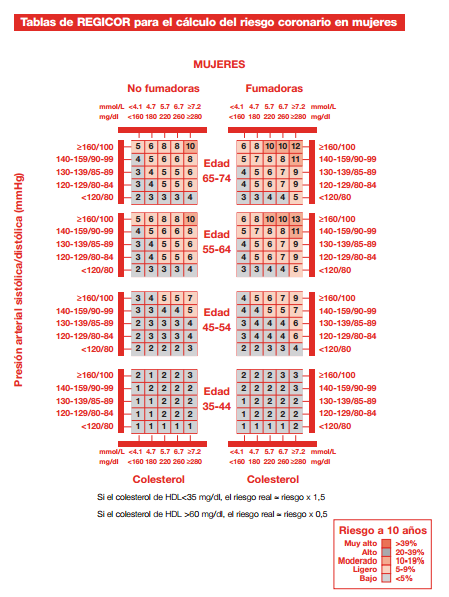 Tablas de REGICOR para el cálculo del riesgo coronario en mujeres
MUJERES
No fumadoras Fumadoras
mmol/L <4.1 4.7 5.7 6.7 ≥7.2 <4.1 4.7 5.7 6.7 ≥7.2 mmol/L
mg/dl <160 180 220 260 ≥280 <160 180 220 260 ≥280 mg/dl
Presión arterial sistólica/distólica (mmHg)
≥160/100 5 6 8 8 10 6 8 10 10 12 ≥160/100
140-159/90-99 4 5 6 6 8 5 7 8 8 11 140-159/90-99
Edad
130-139/85-89 3 4 5 5 6 4 5 6 7 9 130-139/85-89
65-74
120-129/80-84 3 4 5 5 6 4 5 6 7 9 120-129/80-84
<120/80 2 3 3 3 4 3 3 4 4 5 <120/80
≥160/100 5 6 8 8 10 6 8 10 10 13 ≥160/100
140-159/90-99 4 5 6 6 8 5 7 8 8 11 140-159/90-99
Edad
130-139/85-89 3 4 5 5 6 4 5 6 7 9 130-139/85-89
55-64
120-129/80-84 3 4 5 5 6 4 5 6 7 9 120-129/80-84
<120/80 2 3 3 3 4 3 3 4 4 5 <120/80
≥160/100 3 4 5 5 7 4 5 6 7 9 ≥160/100
140-159/90-99 3 3 4 4 5 4 4 5 5 7 140-159/90-99
Edad
130-139/85-89 2 3 3 3 4 3 4 4 4 6 130-139/85-89
45-54
120-129/80-84 2 3 3 3 4 3 4 4 4 6 120-129/80-84
<120/80 2 2 2 2 3 2 2 3 3 4 <120/80
≥160/100 2 1 2 2 3 2 2 2 3 3 ≥160/100
140-159/90-99 1 2 2 2 2 2 2 2 2 3 140-159/90-99
Edad
130-139/85-89 1 1 2 2 2 1 2 2 2 2 130-139/85-89
35-44
120-129/80-84 1 1 2 2 2 1 2 2 2 2 120-129/80-84
<120/80 1 1 1 1 2 1 1 1 1 2 <120/80
mmol/L <4.1 4.7 5.7 6.7 ≥7.2 <4.1 4.7 5.7 6.7 ≥7.2 mmol/L
mg/dl <160 180 220 260 ≥280 <160 180 220 260 ≥280 mg/dl
Colesterol Colesterol
Si el colesterol de HDL<35 mg/dl, el riesgo real ≈ riesgo x 1,5
Si el colesterol de HDL >60 mg/dl, el riesgo real ≈ riesgo x 0,5
Riesgo a 10 años
Muy alto >39%
Alto 20-39%
Moderado 10-19%
Ligero 5-9%
Bajo <5%